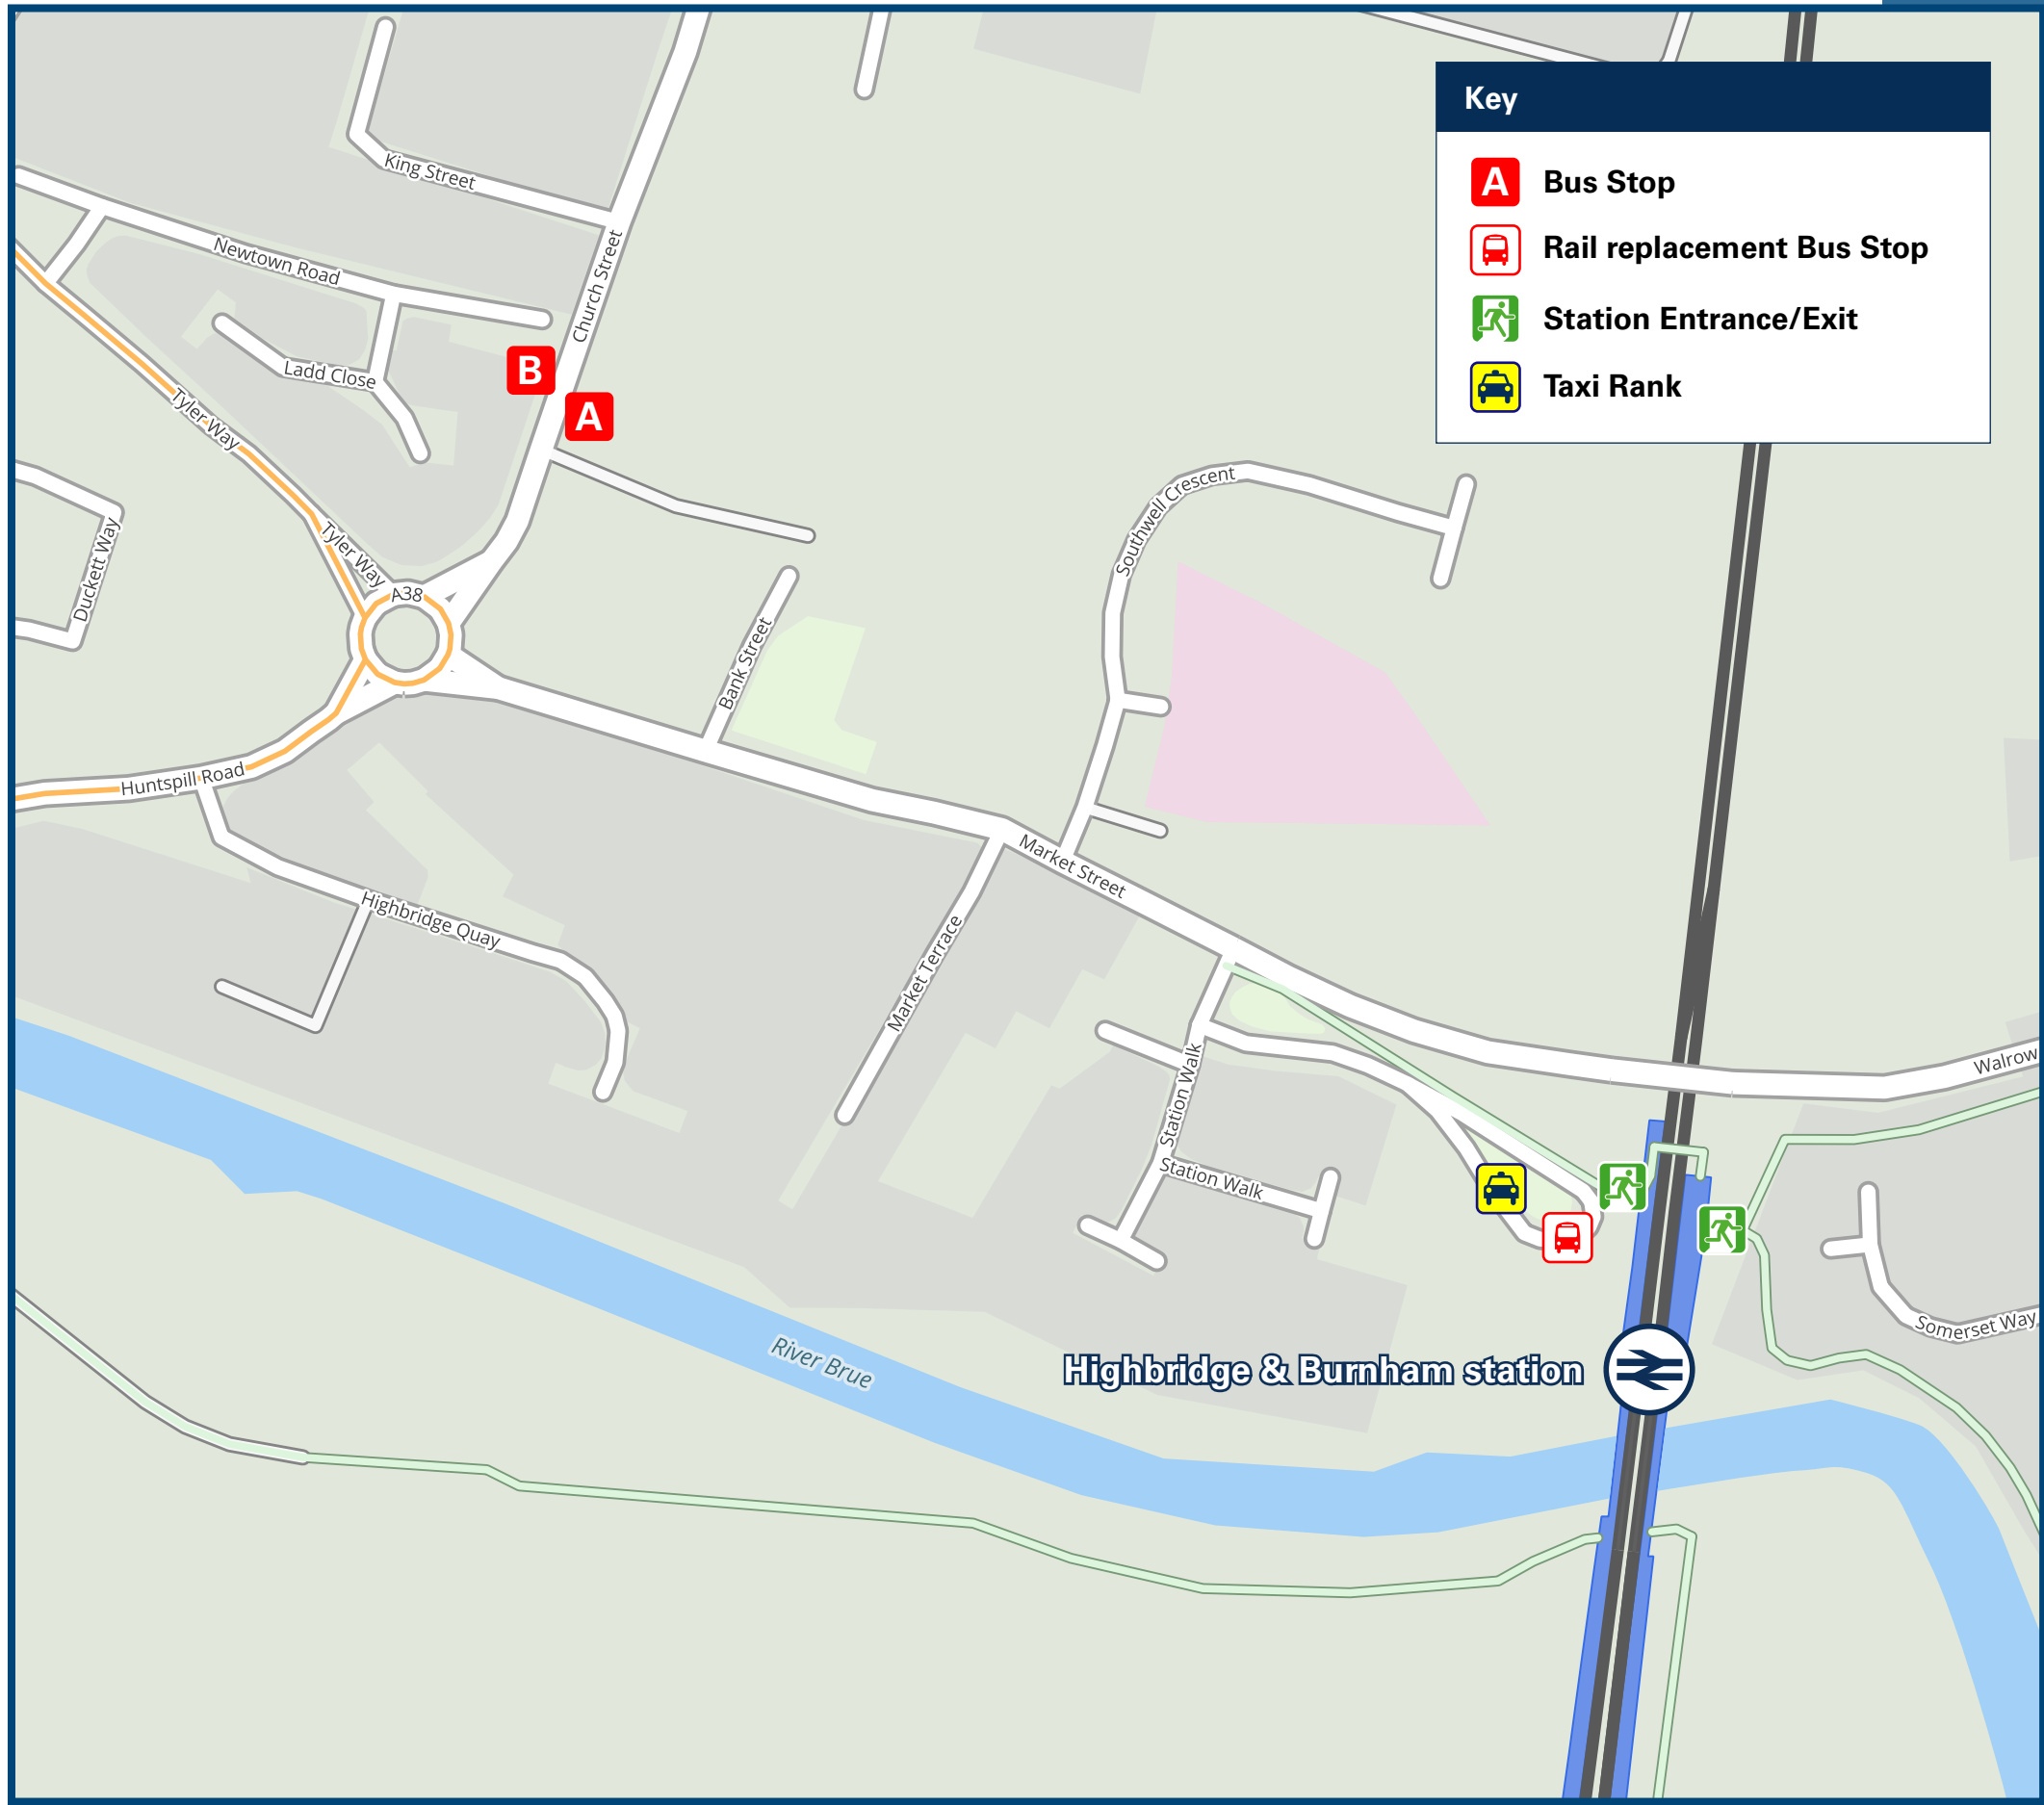 Key
A Bus Stop
Rail replacement Bus Stop
Station Entrance/Exit
Taxi Rank
King Street
Newtown Road
Church Street
Ladd Close
B
A
Tyler Way
Tyler Way
Duckett Way
A38
Southwell Crescent
Bank Street
Huntspill Road
Market Street
Highbridge Quay
Market Terrace
Walrow
Station Walk
Station Walk
Somerset Way
River Brue
Highbridge & Burnham station